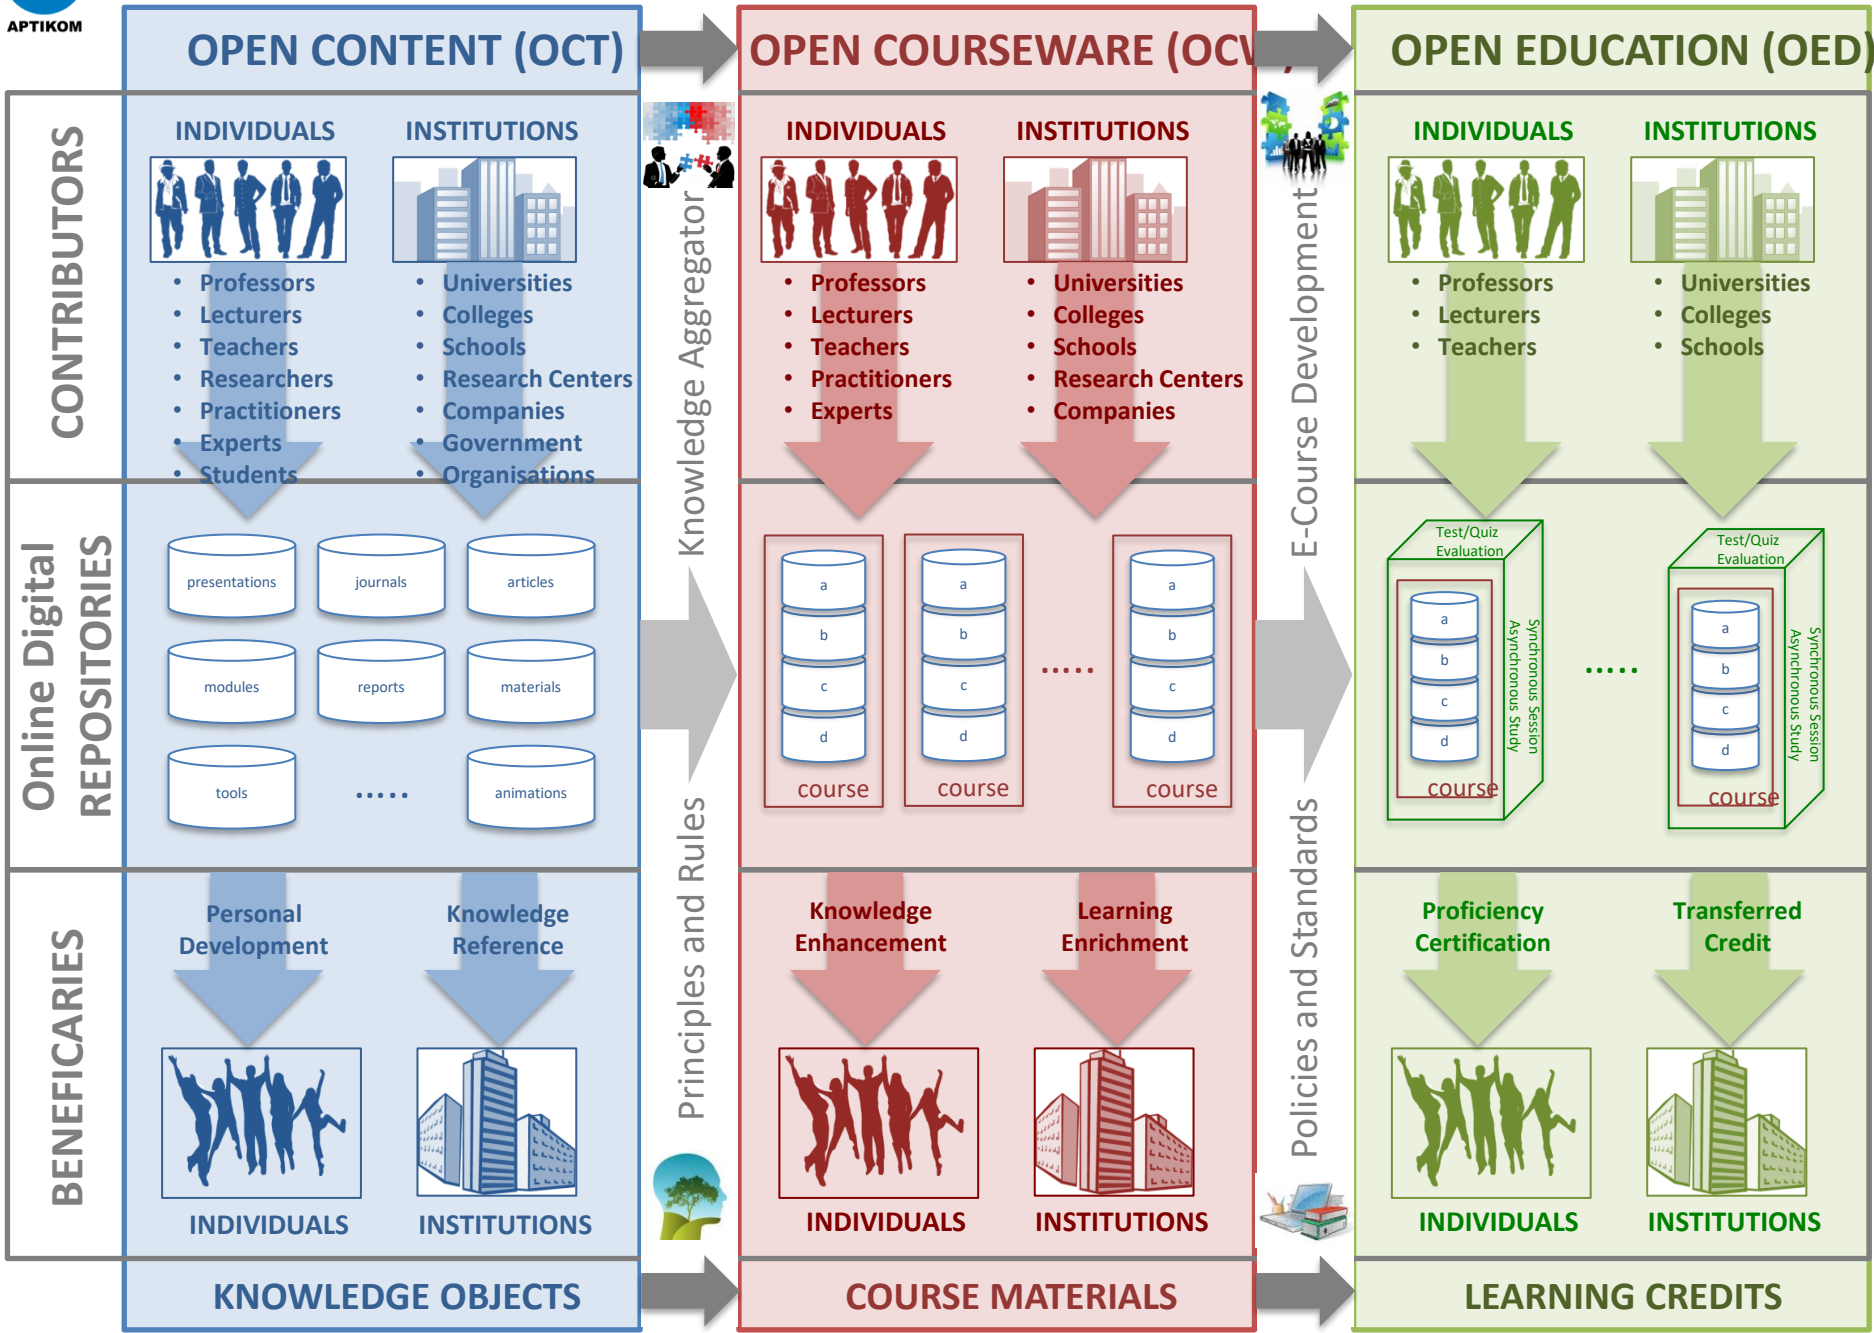 APTIKOM
OPEN CONTENT (OCT)
OPEN COURSEWARE (OCW)
OPEN EDUCATION (OED)
CONTRIBUTORS
INDIVIDUALS
INSTITUTIONS
• Professors
• Lecturers
• Teachers
• Researchers
• Practitioners
• Experts
• Students
• Universities
• Colleges
• Schools
• Research Centers
• Companies
• Government
• Organisations
Knowledge Aggregator
INDIVIDUALS
INSTITUTIONS
• Professors
• Lecturers
• Teachers
• Practitioners
• Experts
• Universities
• Colleges
• Schools
• Research Centers
• Companies
E-Course Development
INDIVIDUALS
INSTITUTIONS
• Professors
• Lecturers
• Teachers
• Universities
• Colleges
• Schools
Online Digital
REPOSITORIES
presentations
journals
articles
modules
reports
materials
tools
.....
animations
a
b
c
d
course
a
b
c
d
course
.....
a
b
c
d
course
Test/Quiz
Evaluation
a
b
c
d
course
Synchronous Session
Asynchronous Study
.....
Test/Quiz
Evaluation
a
b
c
d
course
Synchronous Session
Asynchronous Study
BENEFICARIES
Personal
Development
Knowledge
Reference
INDIVIDUALS
INSTITUTIONS
Principles and Rules
Knowledge
Enhancement
Learning
Enrichment
INDIVIDUALS
INSTITUTIONS
Policies and Standards
Proficiency
Certification
Transferred
Credit
INDIVIDUALS
INSTITUTIONS
KNOWLEDGE OBJECTS
COURSE MATERIALS
LEARNING CREDITS